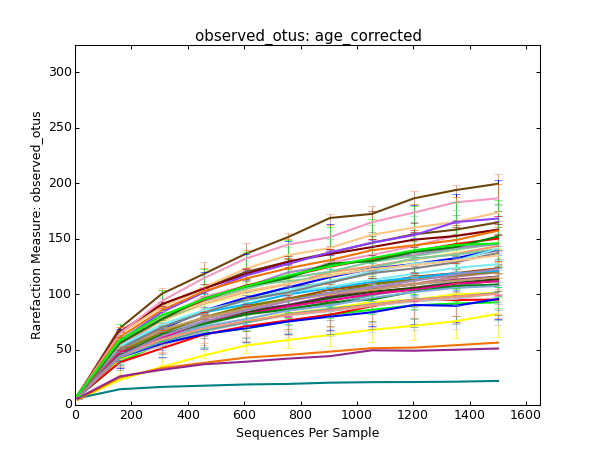 observed_otus: age_corrected
300
250
200
150
100
50
0
Rarefaction Measure: observed_otus
0 200 400 600 800 1000 1200 1400 1600
Sequences Per Sample